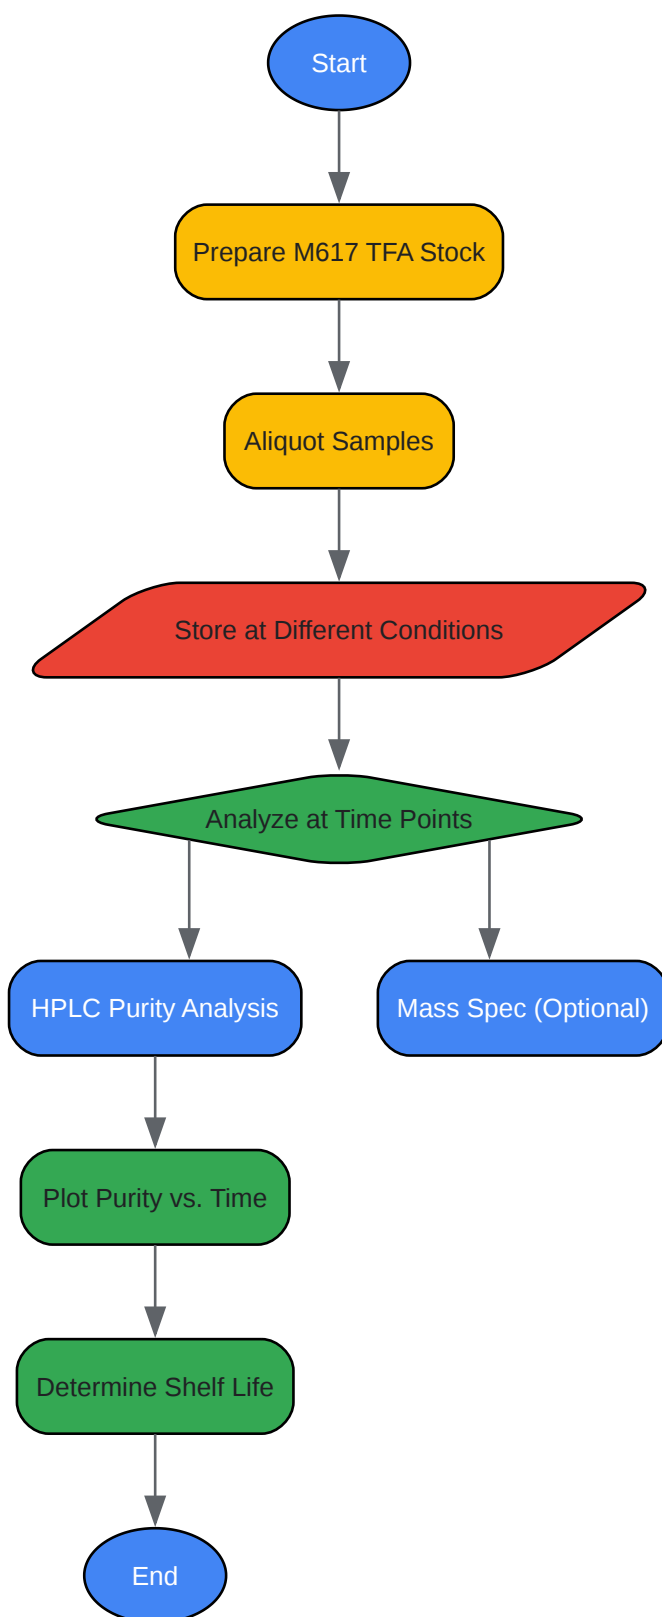 Start
Prepare M617 TFA Stock
Aliquot Samples
Store at Different Conditions
Analyze at Time Points
HPLC Purity Analysis
Mass Spec (Optional)
Plot Purity vs. Time
Determine Shelf Life
End